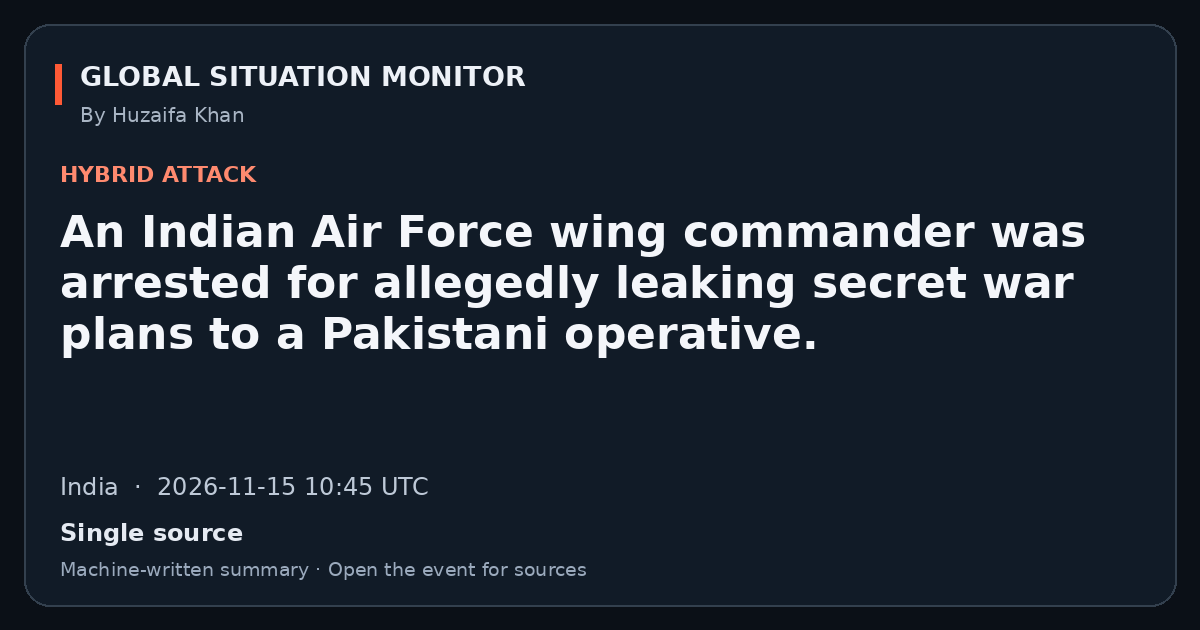 GLOBAL SITUATION MONITOR
By Huzaifa Khan
HYBRID ATTACK
An Indian Air Force wing commander was
arrested for allegedly leaking secret war
plans to a Pakistani operative.
India · 2026-11-15 10:45 UTC
Single source
Machine-written summary · Open the event for sources